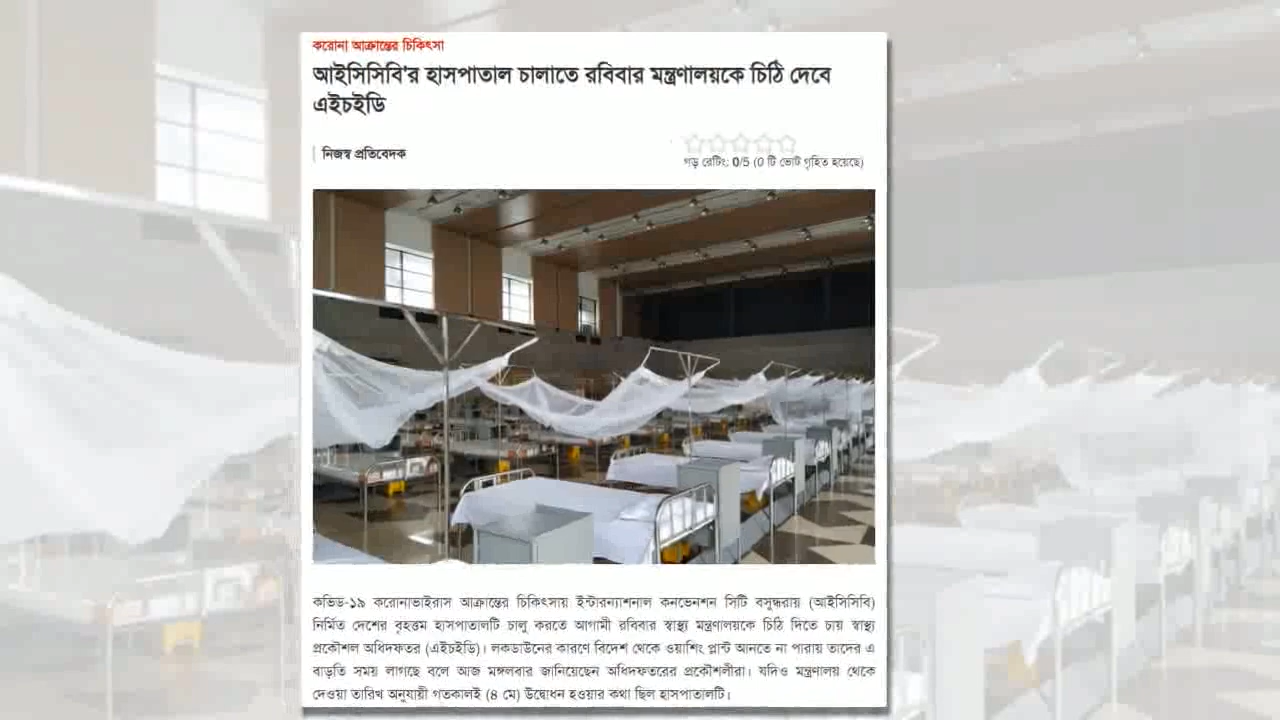 করোনা আক্রান্তের চিকিৎসা
আইসিসিবি'র হাসপাতাল চালাতে রবিবার মন্ত্রণালয়কে চিঠি দেবে
এইচইডি
নিজস্ব প্রতিবেদক
গড় রেটিং: 0/5 (0 টি ভোট গৃহিত হয়েছে)
কভিড-১৯ করোনাভাইরাস আক্রান্তের চিকিৎসায় ইন্টারন্যাশনাল কনভেনশন সিটি বসুন্ধরায় (আইসিসিবি)
নির্মিত দেশের বৃহত্তম হাসপাতালটি চালু করতে আগামী রবিবার স্বাস্থ্য মন্ত্রণালয়কে চিঠি দিতে চায় স্বাস্থ্য
প্রকৌশল অধিদফতর (এইচইডি)। লকডাউনের কারণে বিদেশ থেকে ওয়াশিং প্লান্ট আনতে না পারায় তাদের এ
বাড়তি সময় লাগছে বলে আজ মঙ্গলবার জানিয়েছেন অধিদফতরের প্রকৌশলীরা। যদিও মন্ত্রণালয় থেকে
দেওয়া তারিখ অনুযায়ী গতকালই (৪ মে) উদ্বোধন হওয়ার কথা ছিল হাসপাতালটি।